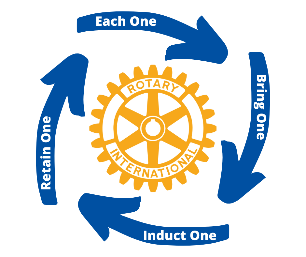 Each One
Bring One
Induct One
Retain One
ROTARY
INTERNATIONAL